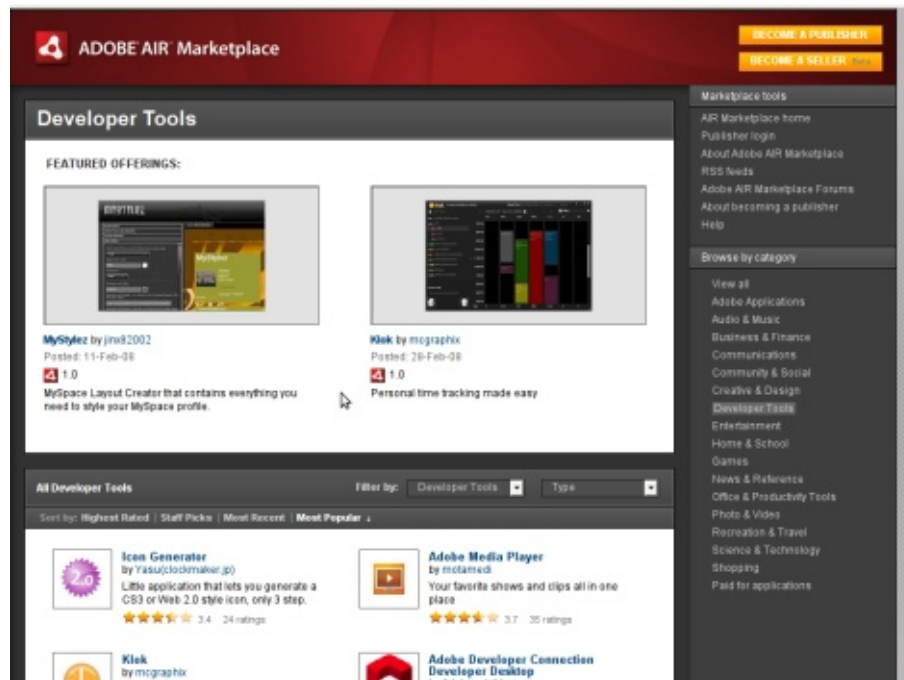 ADOBE AIR Marketplace
BECOME A PUBLISHER
BECOME A SELLER Beta
Developer Tools
FEATURED OFFERINGS:
MyStylez by jinx82002
Posted: 11-Feb-08
1.0
MySpace Layout Creator that contains everything you
need to style your MySpace profile.
Klok by mcgraphix
Posted: 28-Feb-08
1.0
Personal time tracking made easy
All Developer Tools
Filter by: Developer Tools Type
Sort by: Highest Rated | Staff Picks | Most Recent | Most Popular ↓
2.0
Icon Generator
by Yasu(clockmaker.jp)
Little application that lets you generate a
CS3 or Web 2.0 style icon, only 3 step.
3.4 24 ratings
Adobe Media Player
by motamedi
Your favorite shows and clips all in one
place
3.7 35 ratings
Klok
by mcgraphix
Adobe Developer Connection
Developer Desktop
Marketplace tools
AIR Marketplace home
Publisher login
About Adobe AIR Marketplace
RSS feeds
Adobe AIR Marketplace Forums
About becoming a publisher
Help
Browse by category
View all
Adobe Applications
Audio & Music
Business & Finance
Communications
Community & Social
Creative & Design
Developer Tools
Entertainment
Home & School
Games
News & Reference
Office & Productivity Tools
Photo & Video
Recreation & Travel
Science & Technology
Shopping
Paid for applications